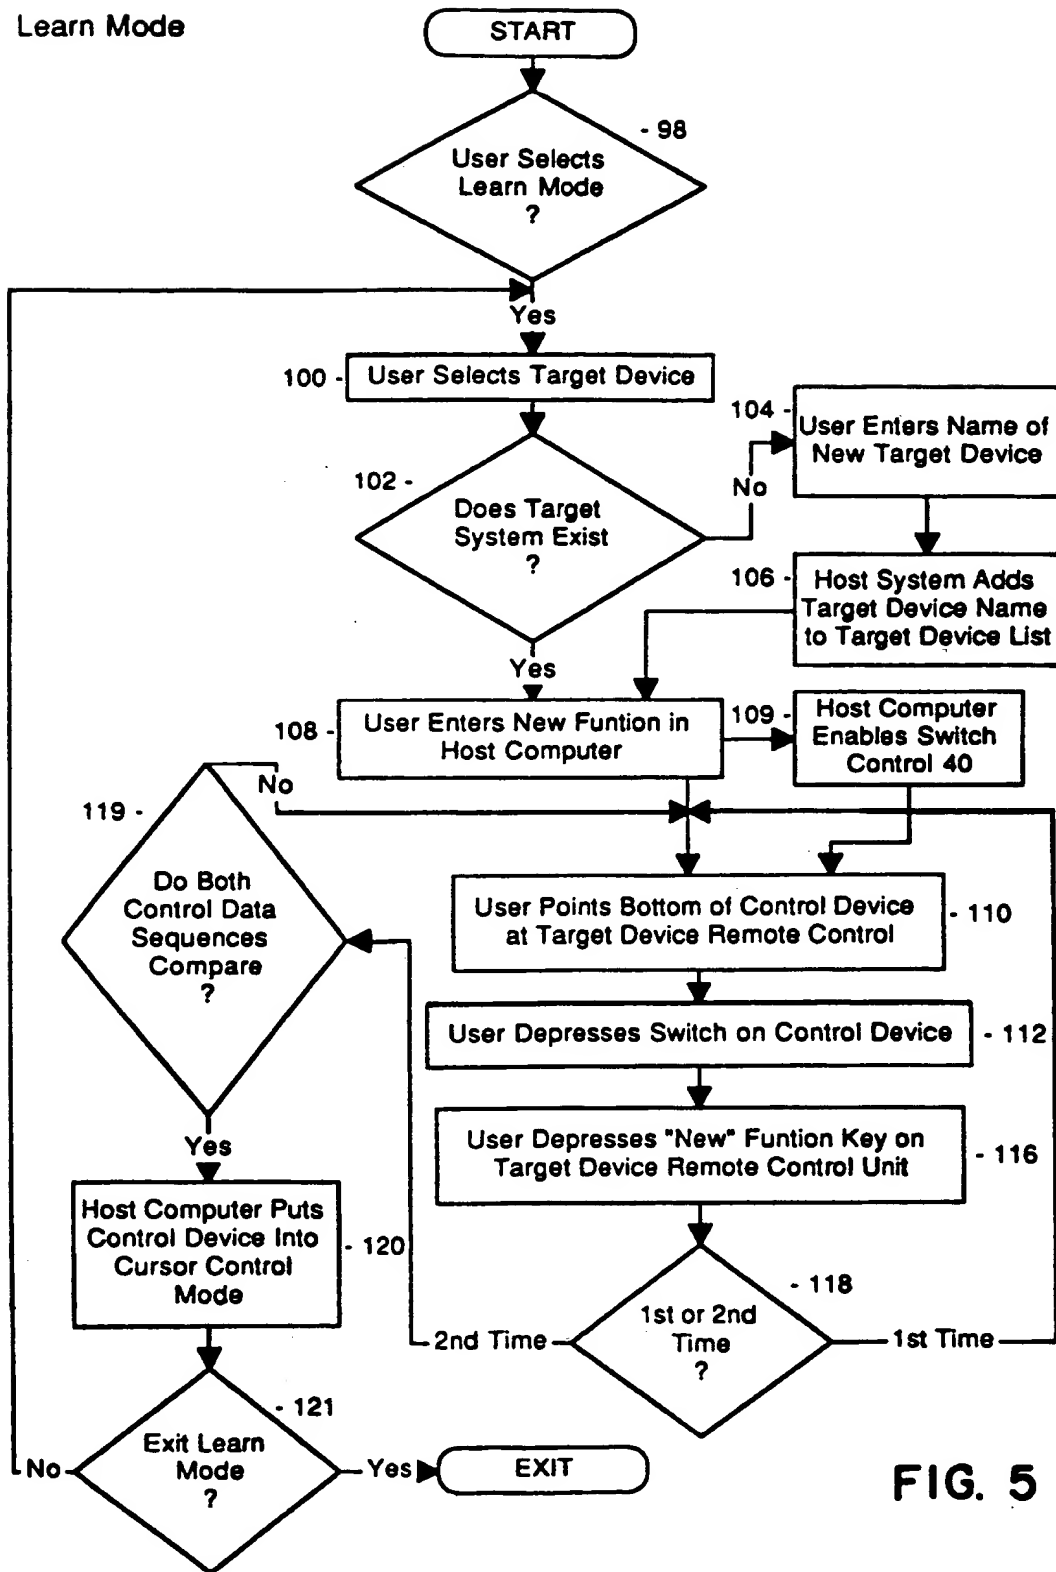 Learn Mode
START
- 98
User Selects
Learn Mode
?
Yes
100 -
User Selects Target Device
102 -
Does Target
System Exist
?
No
104 -
User Enters Name of
New Target Device
106 -
Host System Adds
Target Device Name
to Target Device List
Yes
108 -
User Enters New Funtion in
Host Computer
109 -
Host Computer
Enables Switch
Control 40
No
119 -
Do Both
Control Data
Sequences
Compare
?
User Points Bottom of Control Device
at Target Device Remote Control
- 110
User Depresses Switch on Control Device
- 112
User Depresses "New" Funtion Key on
Target Device Remote Control Unit
- 116
Yes
Host Computer Puts
Control Device Into
Cursor Control
Mode
- 120
- 118
1st or 2nd
Time
?
2nd Time
1st Time
- 121
Exit Learn
Mode
?
No
Yes
EXIT
FIG. 5